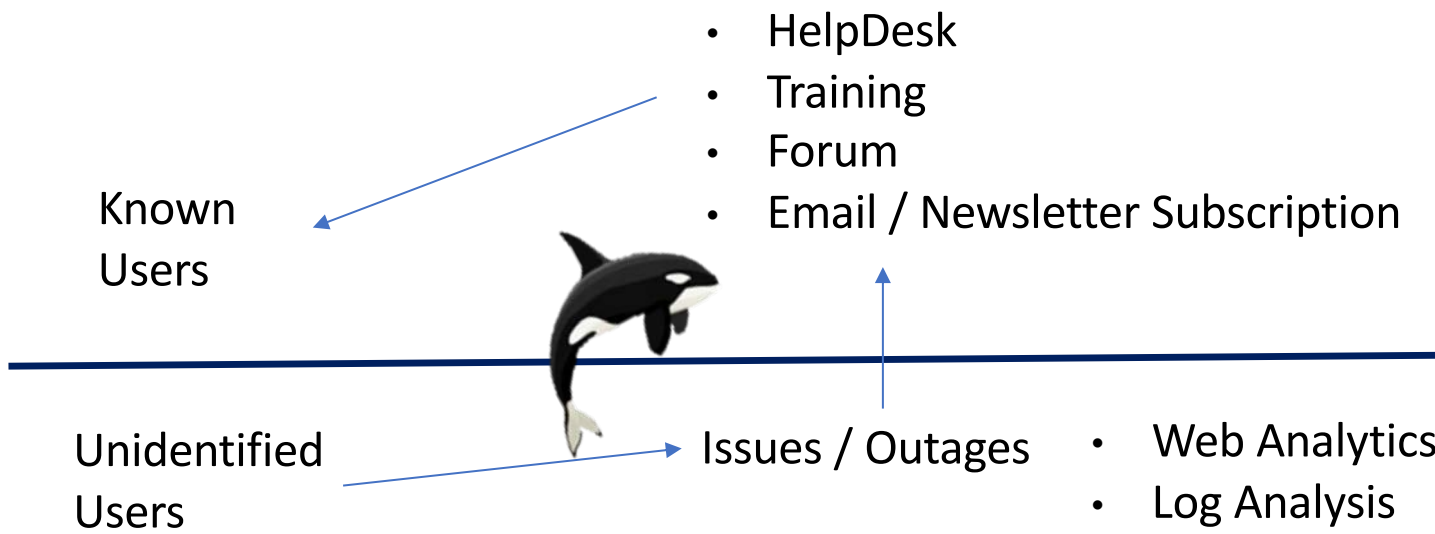 • HelpDesk
• Training
• Forum
• Email / Newsletter Subscription
Known
Users
Unidentified
Users
Issues / Outages
• Web Analytics
• Log Analysis